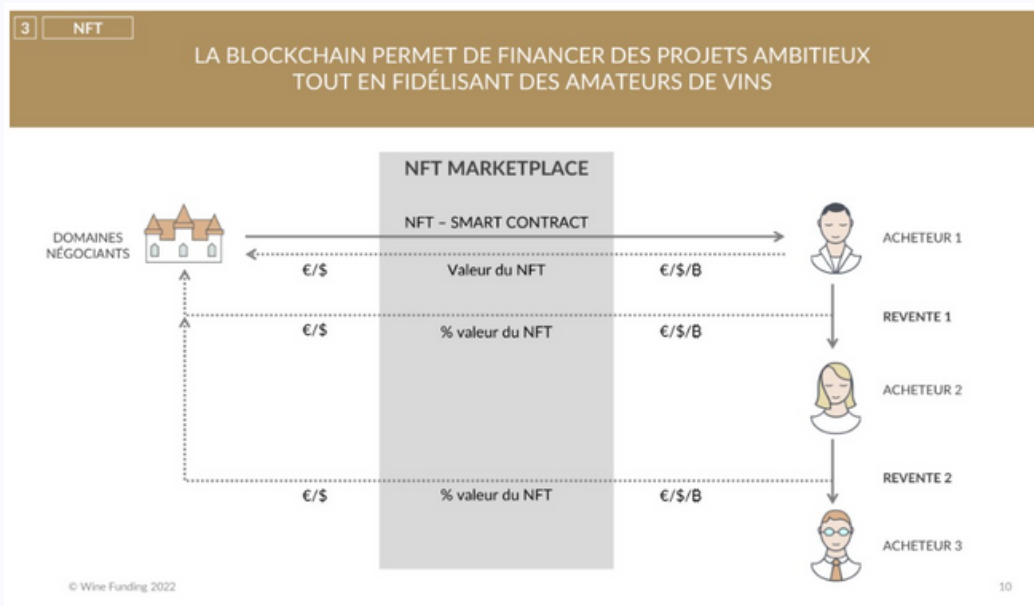 3 NFT
LA BLOCKCHAIN PERMET DE FINANCER DES PROJETS AMBITIEUX
TOUT EN FIDÉLISANT DES AMATEURS DE VINS
NFT MARKETPLACE
NFT – SMART CONTRACT
DOMAINES
NÉGOCIANTS
ACHETEUR 1
€/$ Valeur du NFT €/$/B
REVENTE 1
€/$ % valeur du NFT €/$/B
ACHETEUR 2
REVENTE 2
€/$ % valeur du NFT €/$/B
ACHETEUR 3
© Wine Funding 2022
10